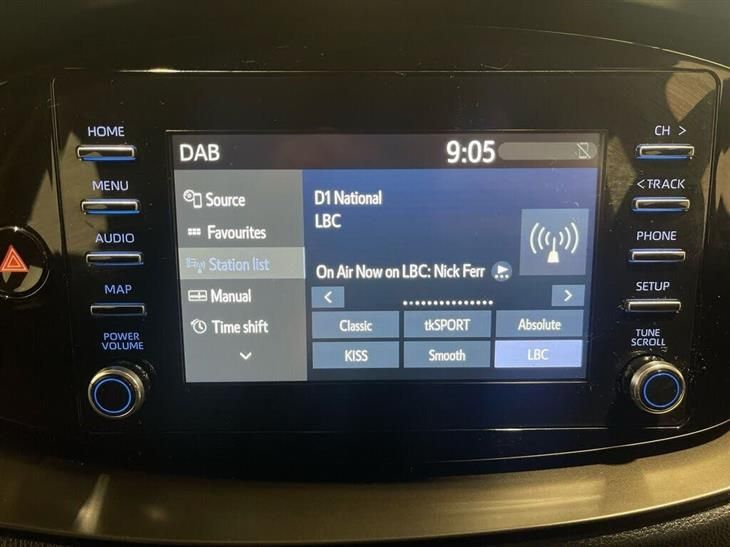 HOME
MENU
AUDIO
MAP
POWER
VOLUME
DAB
9:05
Source
Favourites
Station list
Manual
Time shift
D1 National
LBC
On Air Now on LBC: Nick Ferr
<
>
Classic
tkSPORT
Absolute
KISS
Smooth
LBC
CH >
< TRACK
PHONE
SETUP
TUNE
SCROLL